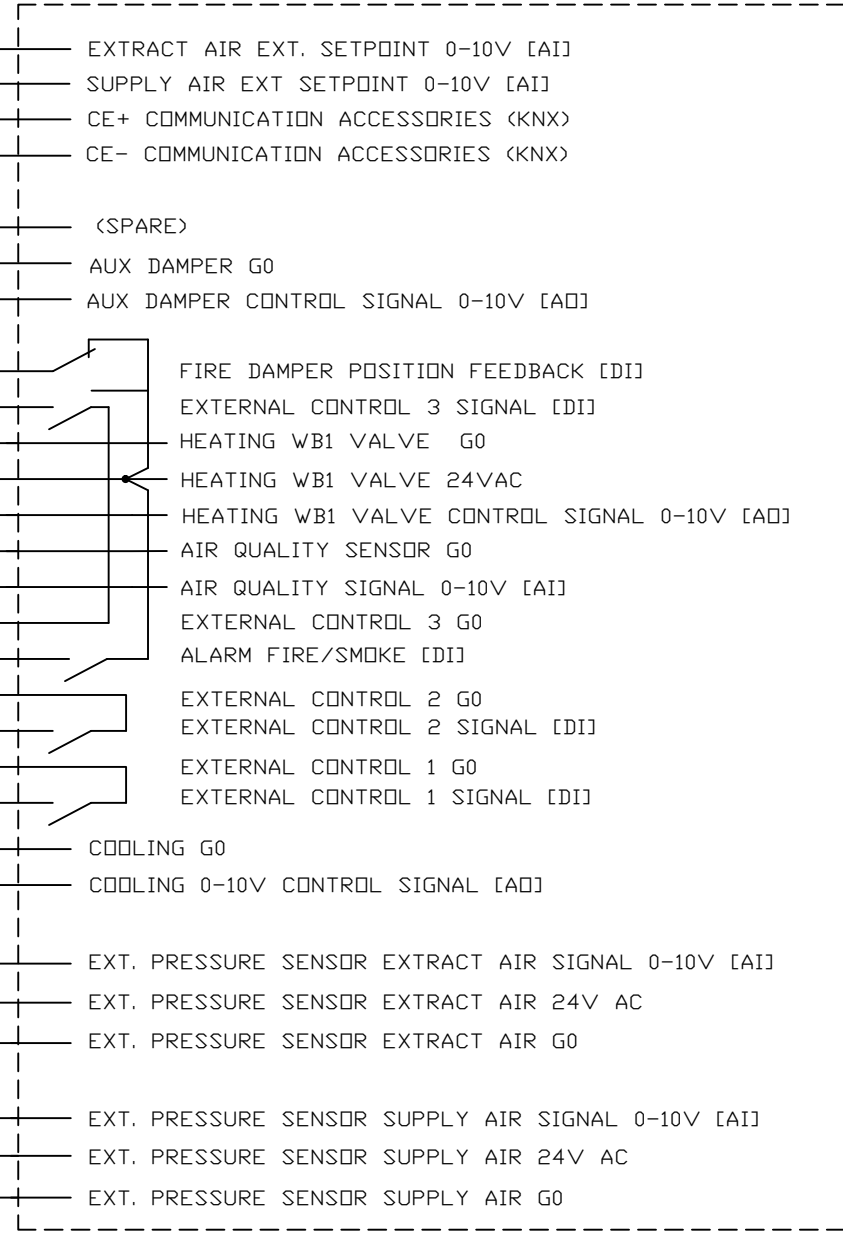 EXTRACT AIR EXT. SETPOINT 0-10V [AI]
SUPPLY AIR EXT SETPOINT 0-10V [AI]
CE+ COMMUNICATION ACCESSORIES (KNX)
CE- COMMUNICATION ACCESSORIES (KNX)
(SPARE)
AUX DAMPER G0
AUX DAMPER CONTROL SIGNAL 0-10V [AO]
FIRE DAMPER POSITION FEEDBACK [DI]
EXTERNAL CONTROL 3 SIGNAL [DI]
HEATING WB1 VALVE G0
HEATING WB1 VALVE 24VAC
HEATING WB1 VALVE CONTROL SIGNAL 0-10V [AO]
AIR QUALITY SENSOR G0
AIR QUALITY SIGNAL 0-10V [AI]
EXTERNAL CONTROL 3 G0
ALARM FIRE/SMOKE [DI]
EXTERNAL CONTROL 2 G0
EXTERNAL CONTROL 2 SIGNAL [DI]
EXTERNAL CONTROL 1 G0
EXTERNAL CONTROL 1 SIGNAL [DI]
COOLING G0
COOLING 0-10V CONTROL SIGNAL [AO]
EXT. PRESSURE SENSOR EXTRACT AIR SIGNAL 0-10V [AI]
EXT. PRESSURE SENSOR EXTRACT AIR 24V AC
EXT. PRESSURE SENSOR EXTRACT AIR G0
EXT. PRESSURE SENSOR SUPPLY AIR SIGNAL 0-10V [AI]
EXT. PRESSURE SENSOR SUPPLY AIR 24V AC
EXT. PRESSURE SENSOR SUPPLY AIR G0